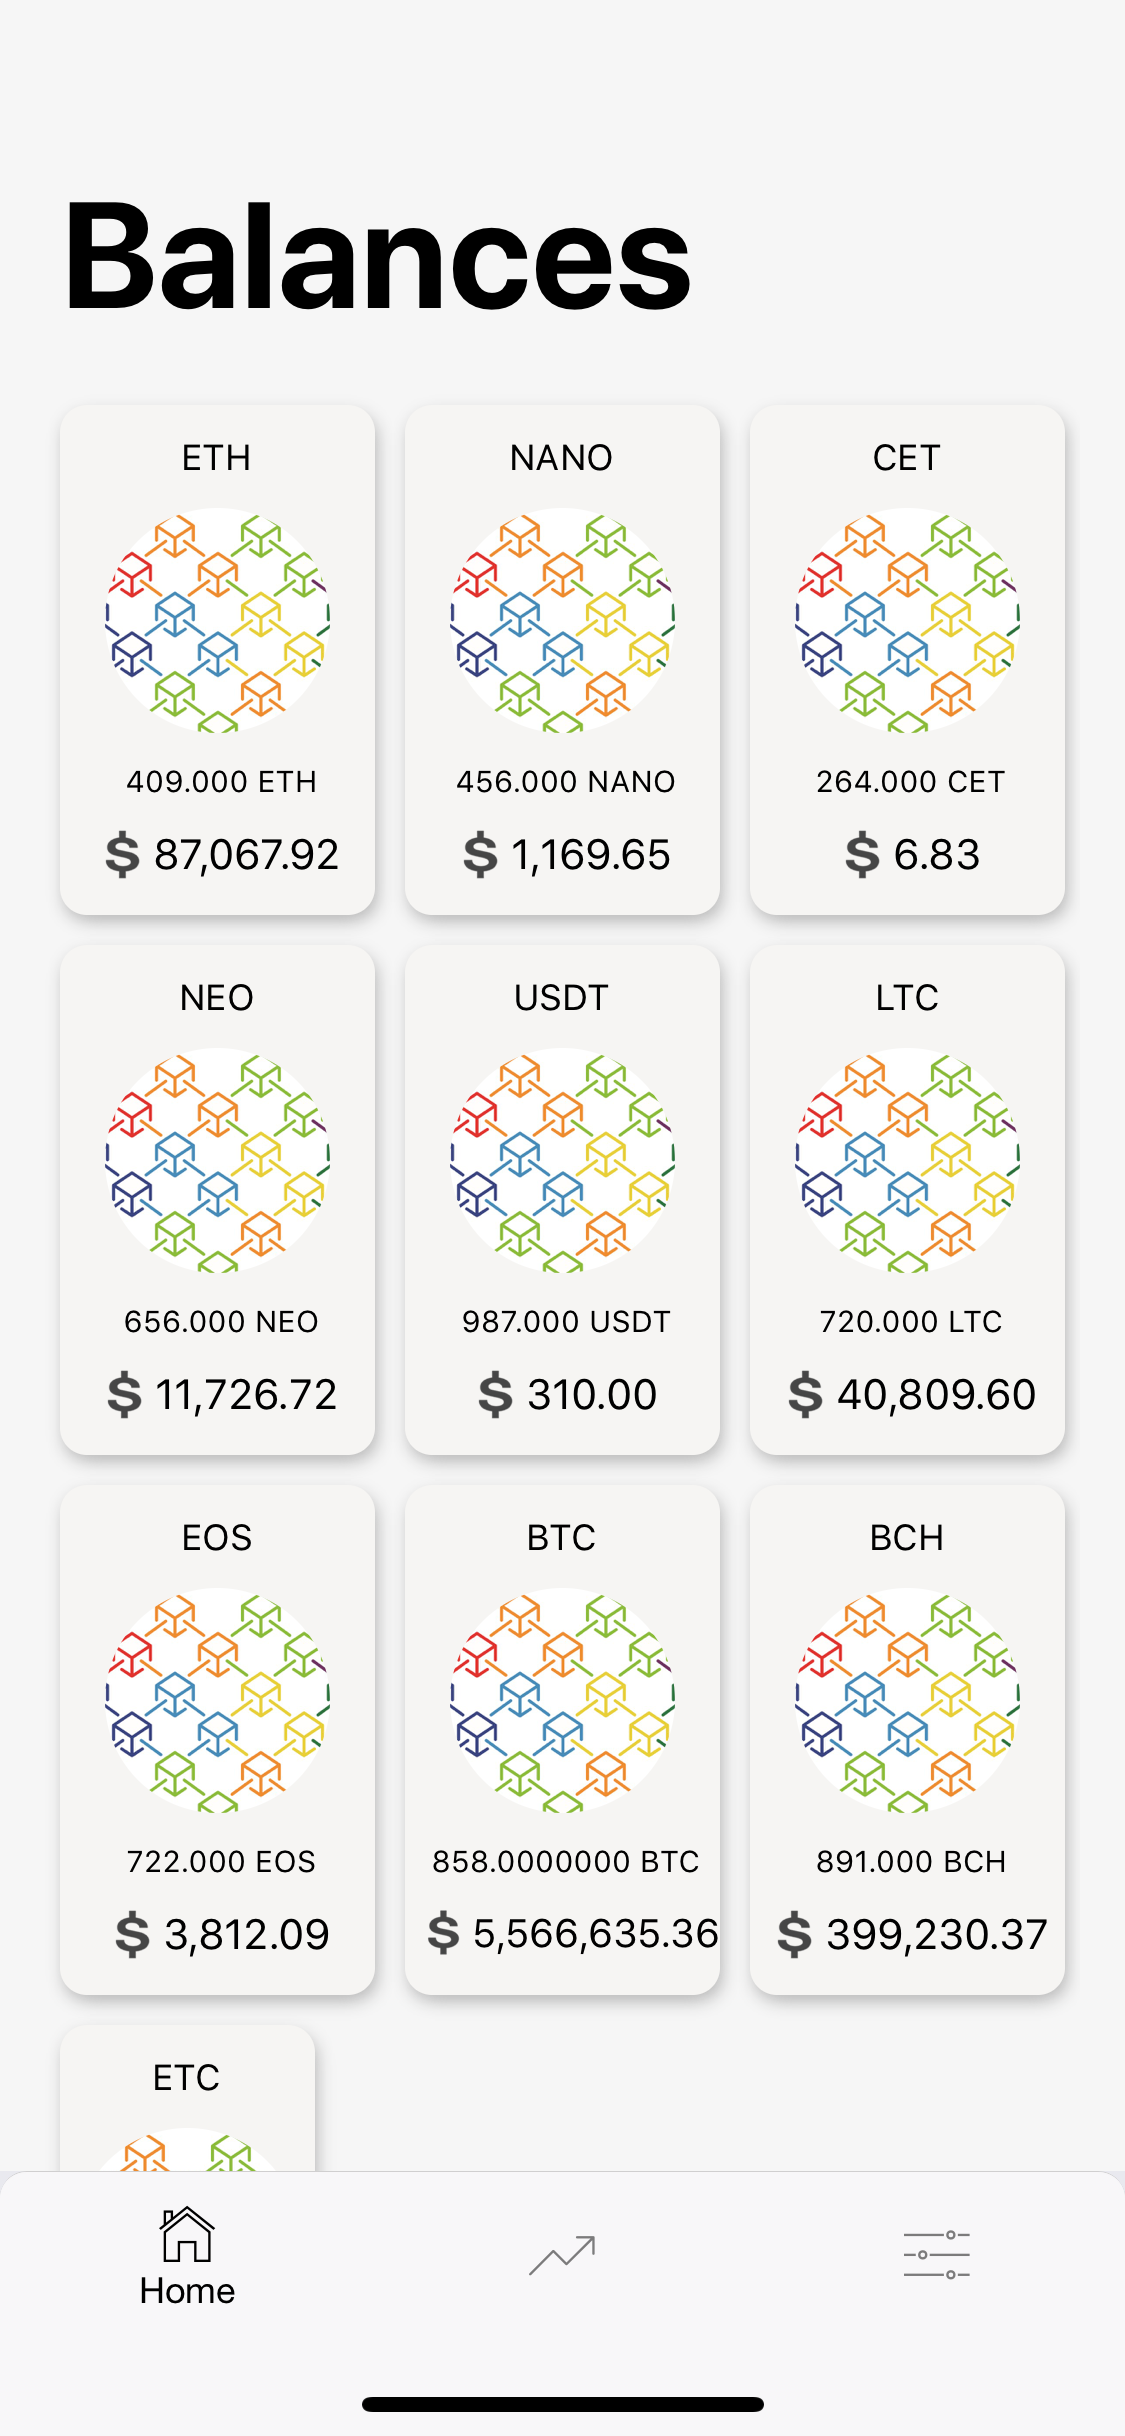 Balances
ETH
NANO
CET
409.000 ETH
456.000 NANO
264.000 CET
$ 87,067.92
$ 1,169.65
$ 6.83
NEO
USDT
LTC
656.000 NEO
987.000 USDT
720.000 LTC
$ 11,726.72
$ 310.00
$ 40,809.60
EOS
BTC
BCH
722.000 EOS
858.0000000 BTC
891.000 BCH
$ 3,812.09
$ 5,566,635.36
$ 399,230.37
ETC
Home